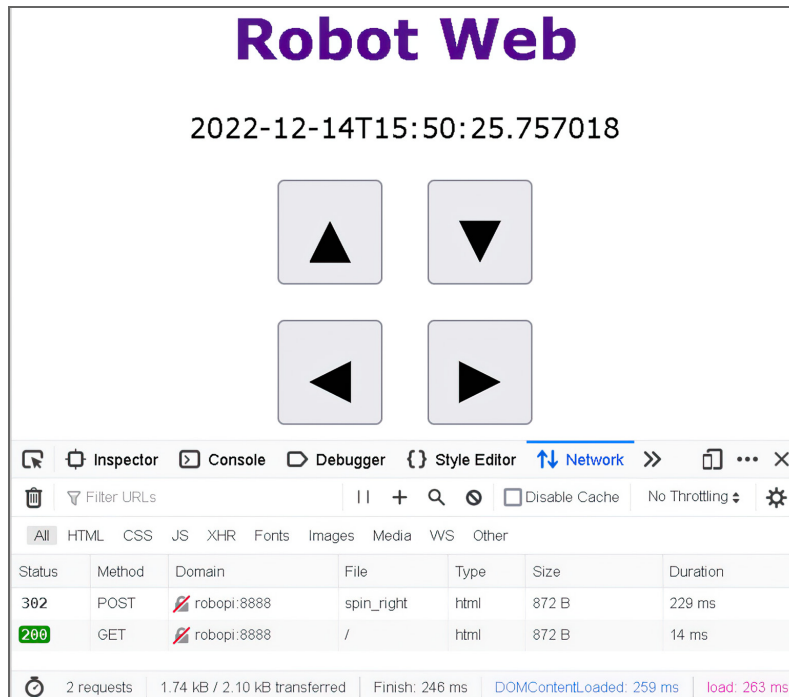 Robot Web
2022-12-14T15:50:25.757018
Inspector Console Debugger {} Style Editor Network
Filter URLs Disable Cache No Throttling
All HTML CSS JS XHR Fonts Images Media WS Other
Status Method Domain File Type Size Duration
302 POST robopi:8888 spin_right html 872 B 229 ms
200 GET robopi:8888 / html 872 B 14 ms
2 requests 1.74 kB / 2.10 kB transferred Finish: 246 ms DOMContentLoaded: 259 ms load: 263 ms